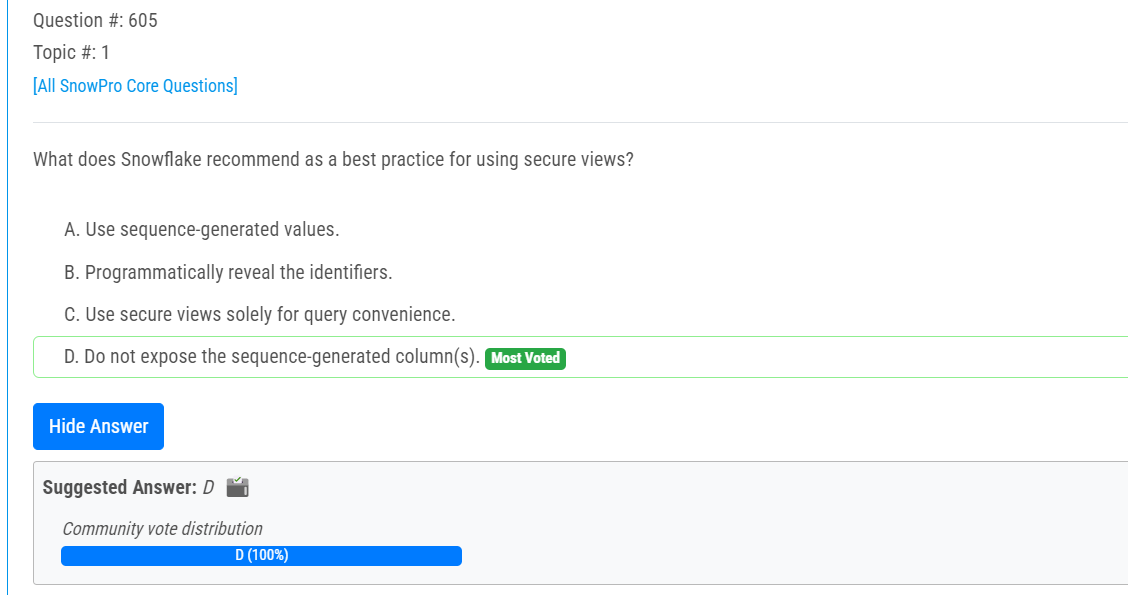 Question #: 605
Topic #: 1
[All SnowPro Core Questions]
What does Snowflake recommend as a best practice for using secure views?
A. Use sequence-generated values.
B. Programmatically reveal the identifiers.
C. Use secure views solely for query convenience.
D. Do not expose the sequence-generated column(s). Most Voted
Hide Answer
Suggested Answer: D
Community vote distribution
D (100%)